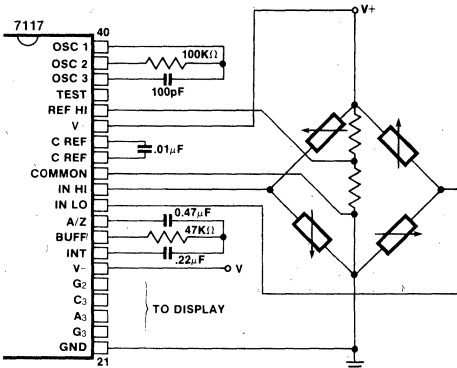 7117
40
OSC 1
OSC 2
OSC 3
TEST
REF HI
V
C REF
C REF
COMMON
IN HI
IN LO
A/Z
BUFF
INT
V−
G2
C3
A3
G3
GND
21
100KΩ
100pF
.01μF
0.47μF
47KΩ
.22μF
V
TO DISPLAY
V+